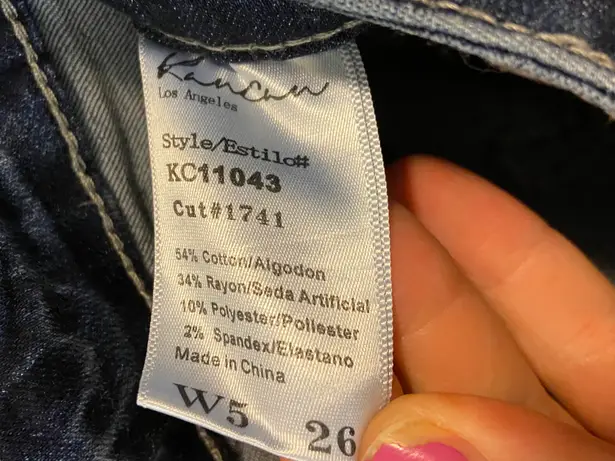 KanCan
Los Angeles
Style/Estilo#
KC11043
Cut#1741
54% Cotton/Algodon
34% Rayon/Seda Artificial
10% Polyester/Poliester
2% Spandex/Elastano
Made in China
W5 26